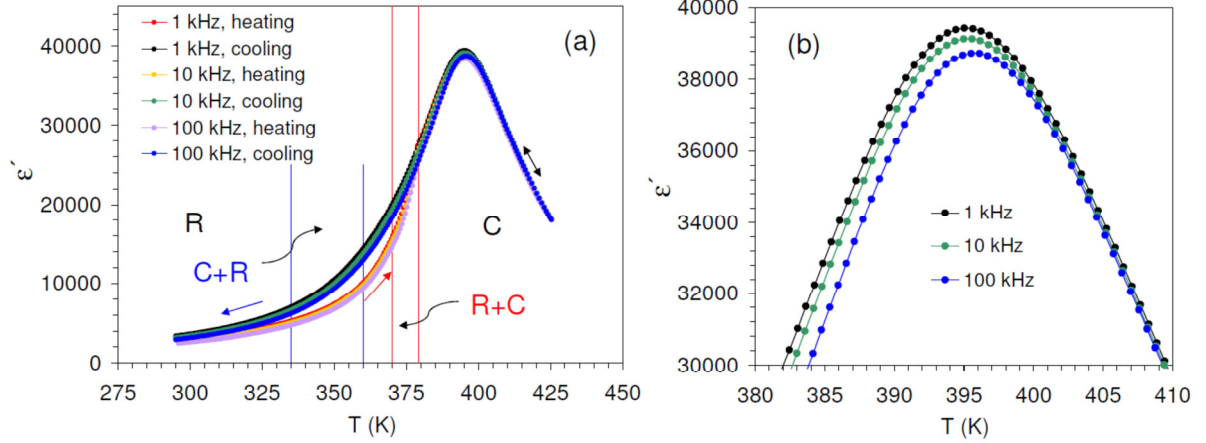 1 kHz, heating
1 kHz, cooling
10 kHz, heating
10 kHz, cooling
100 kHz, heating
100 kHz, cooling
(a)
40000
30000
20000
10000
0
ε´
R
C
C+R
R+C
275 300 325 350 375 400 425 450
T (K)
(b)
40000
38000
36000
34000
32000
30000
ε´
1 kHz
10 kHz
100 kHz
380 385 390 395 400 405 410
T (K)